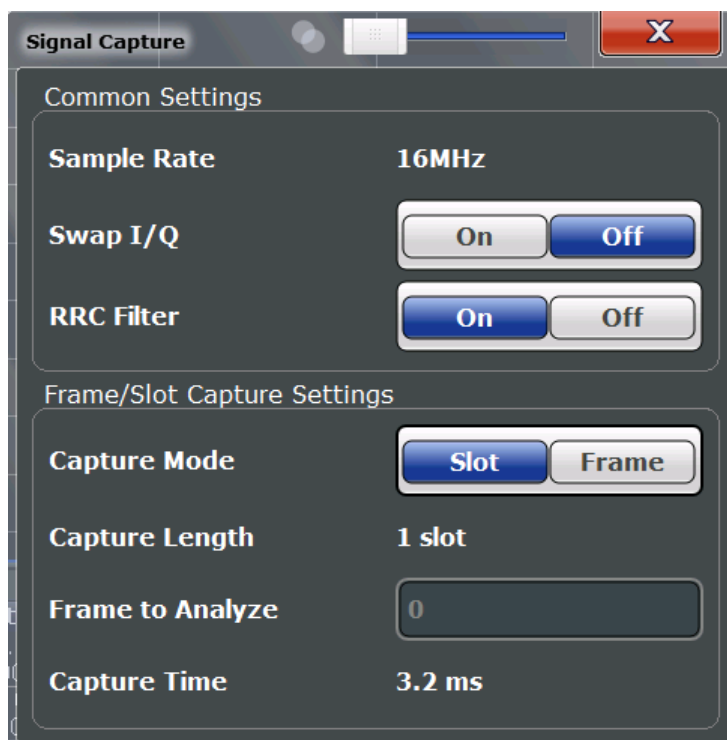 Signal Capture
X
Common Settings
Sample Rate 16MHz
Swap I/Q On Off
RRC Filter On Off
Frame/Slot Capture Settings
Capture Mode Slot Frame
Capture Length 1 slot
Frame to Analyze 0
Capture Time 3.2 ms